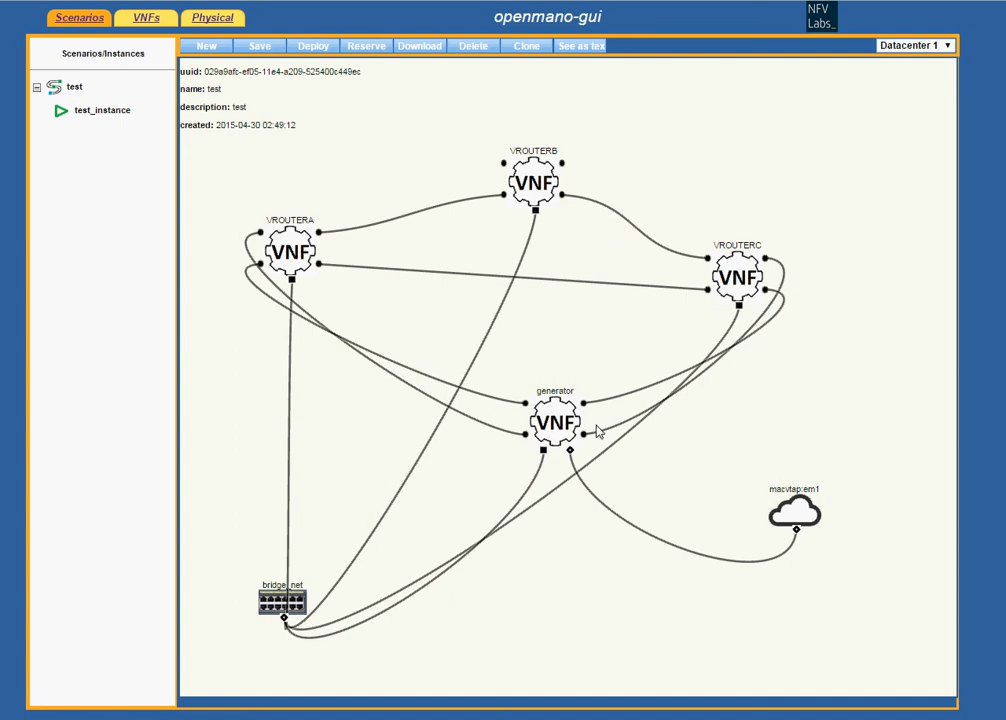 Scenarios
VNFs
Physical
openmano-gui
NFV
Labs_
Scenarios/Instances
New
Save
Deploy
Reserve
Download
Delete
Clone
See as tex
Datacenter 1
test
test_instance
uuid: 029a9afc-ef05-11e4-a209-525400c449ec
name: test
description: test
created: 2015-04-30 02:49:12
VROUTERB
VNF
VROUTERA
VNF
VROUTERC
VNF
generator
VNF
macvtap:em1
bridge_net